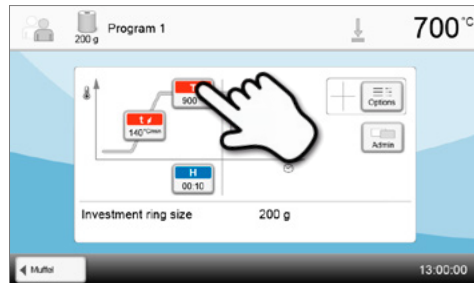 200 g
Program 1
700°C
T
900
t
140°C/min
Options
Admin
H
00:10
Investment ring size 200 g
Muffel
13:00:00